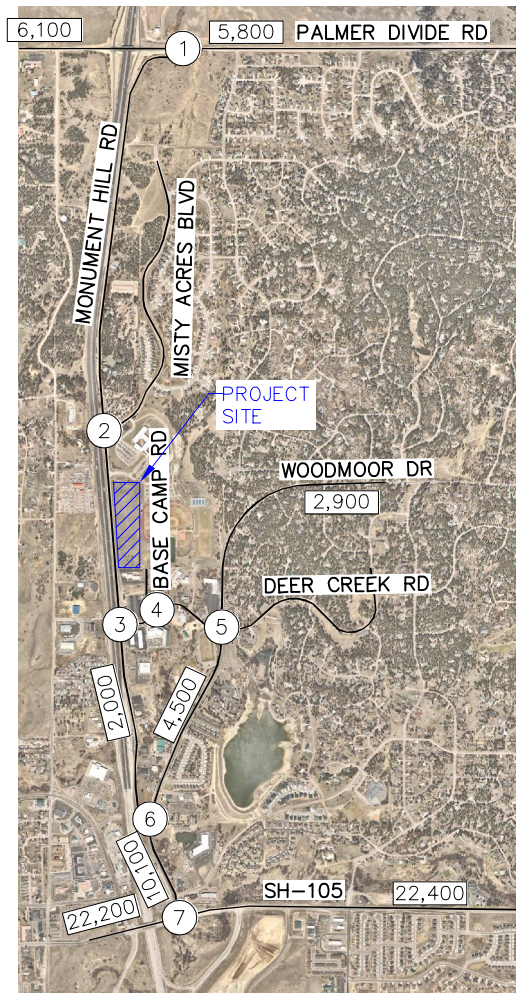 6,100
5,800
PALMER DIVIDE RD
1
MONUMENT HILL RD
MISTY ACRES BLVD
PROJECT
SITE
2
BASE CAMP RD
WOODMOOR DR
2,900
DEER CREEK RD
3
4
5
2,000
4,500
6
10,100
SH-105
22,400
22,200
7